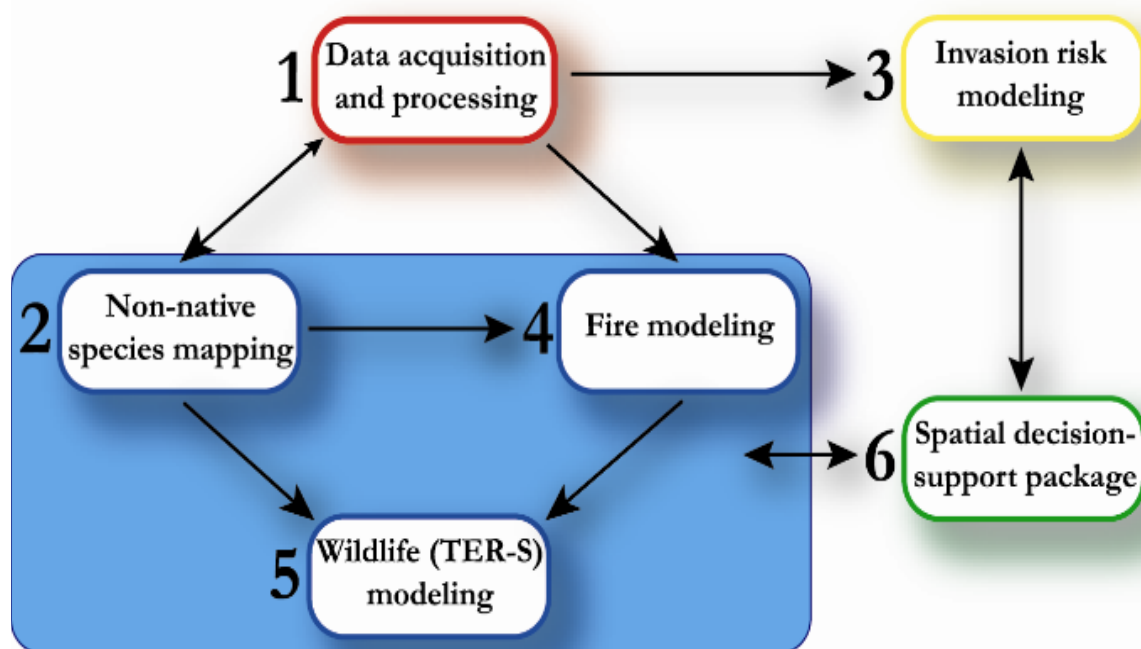 1
Data acquisition
and processing
3
Invasion risk
modeling
2
Non-native
species mapping
4
Fire modeling
5
Wildlife (TER-S)
modeling
6
Spatial decision-
support package